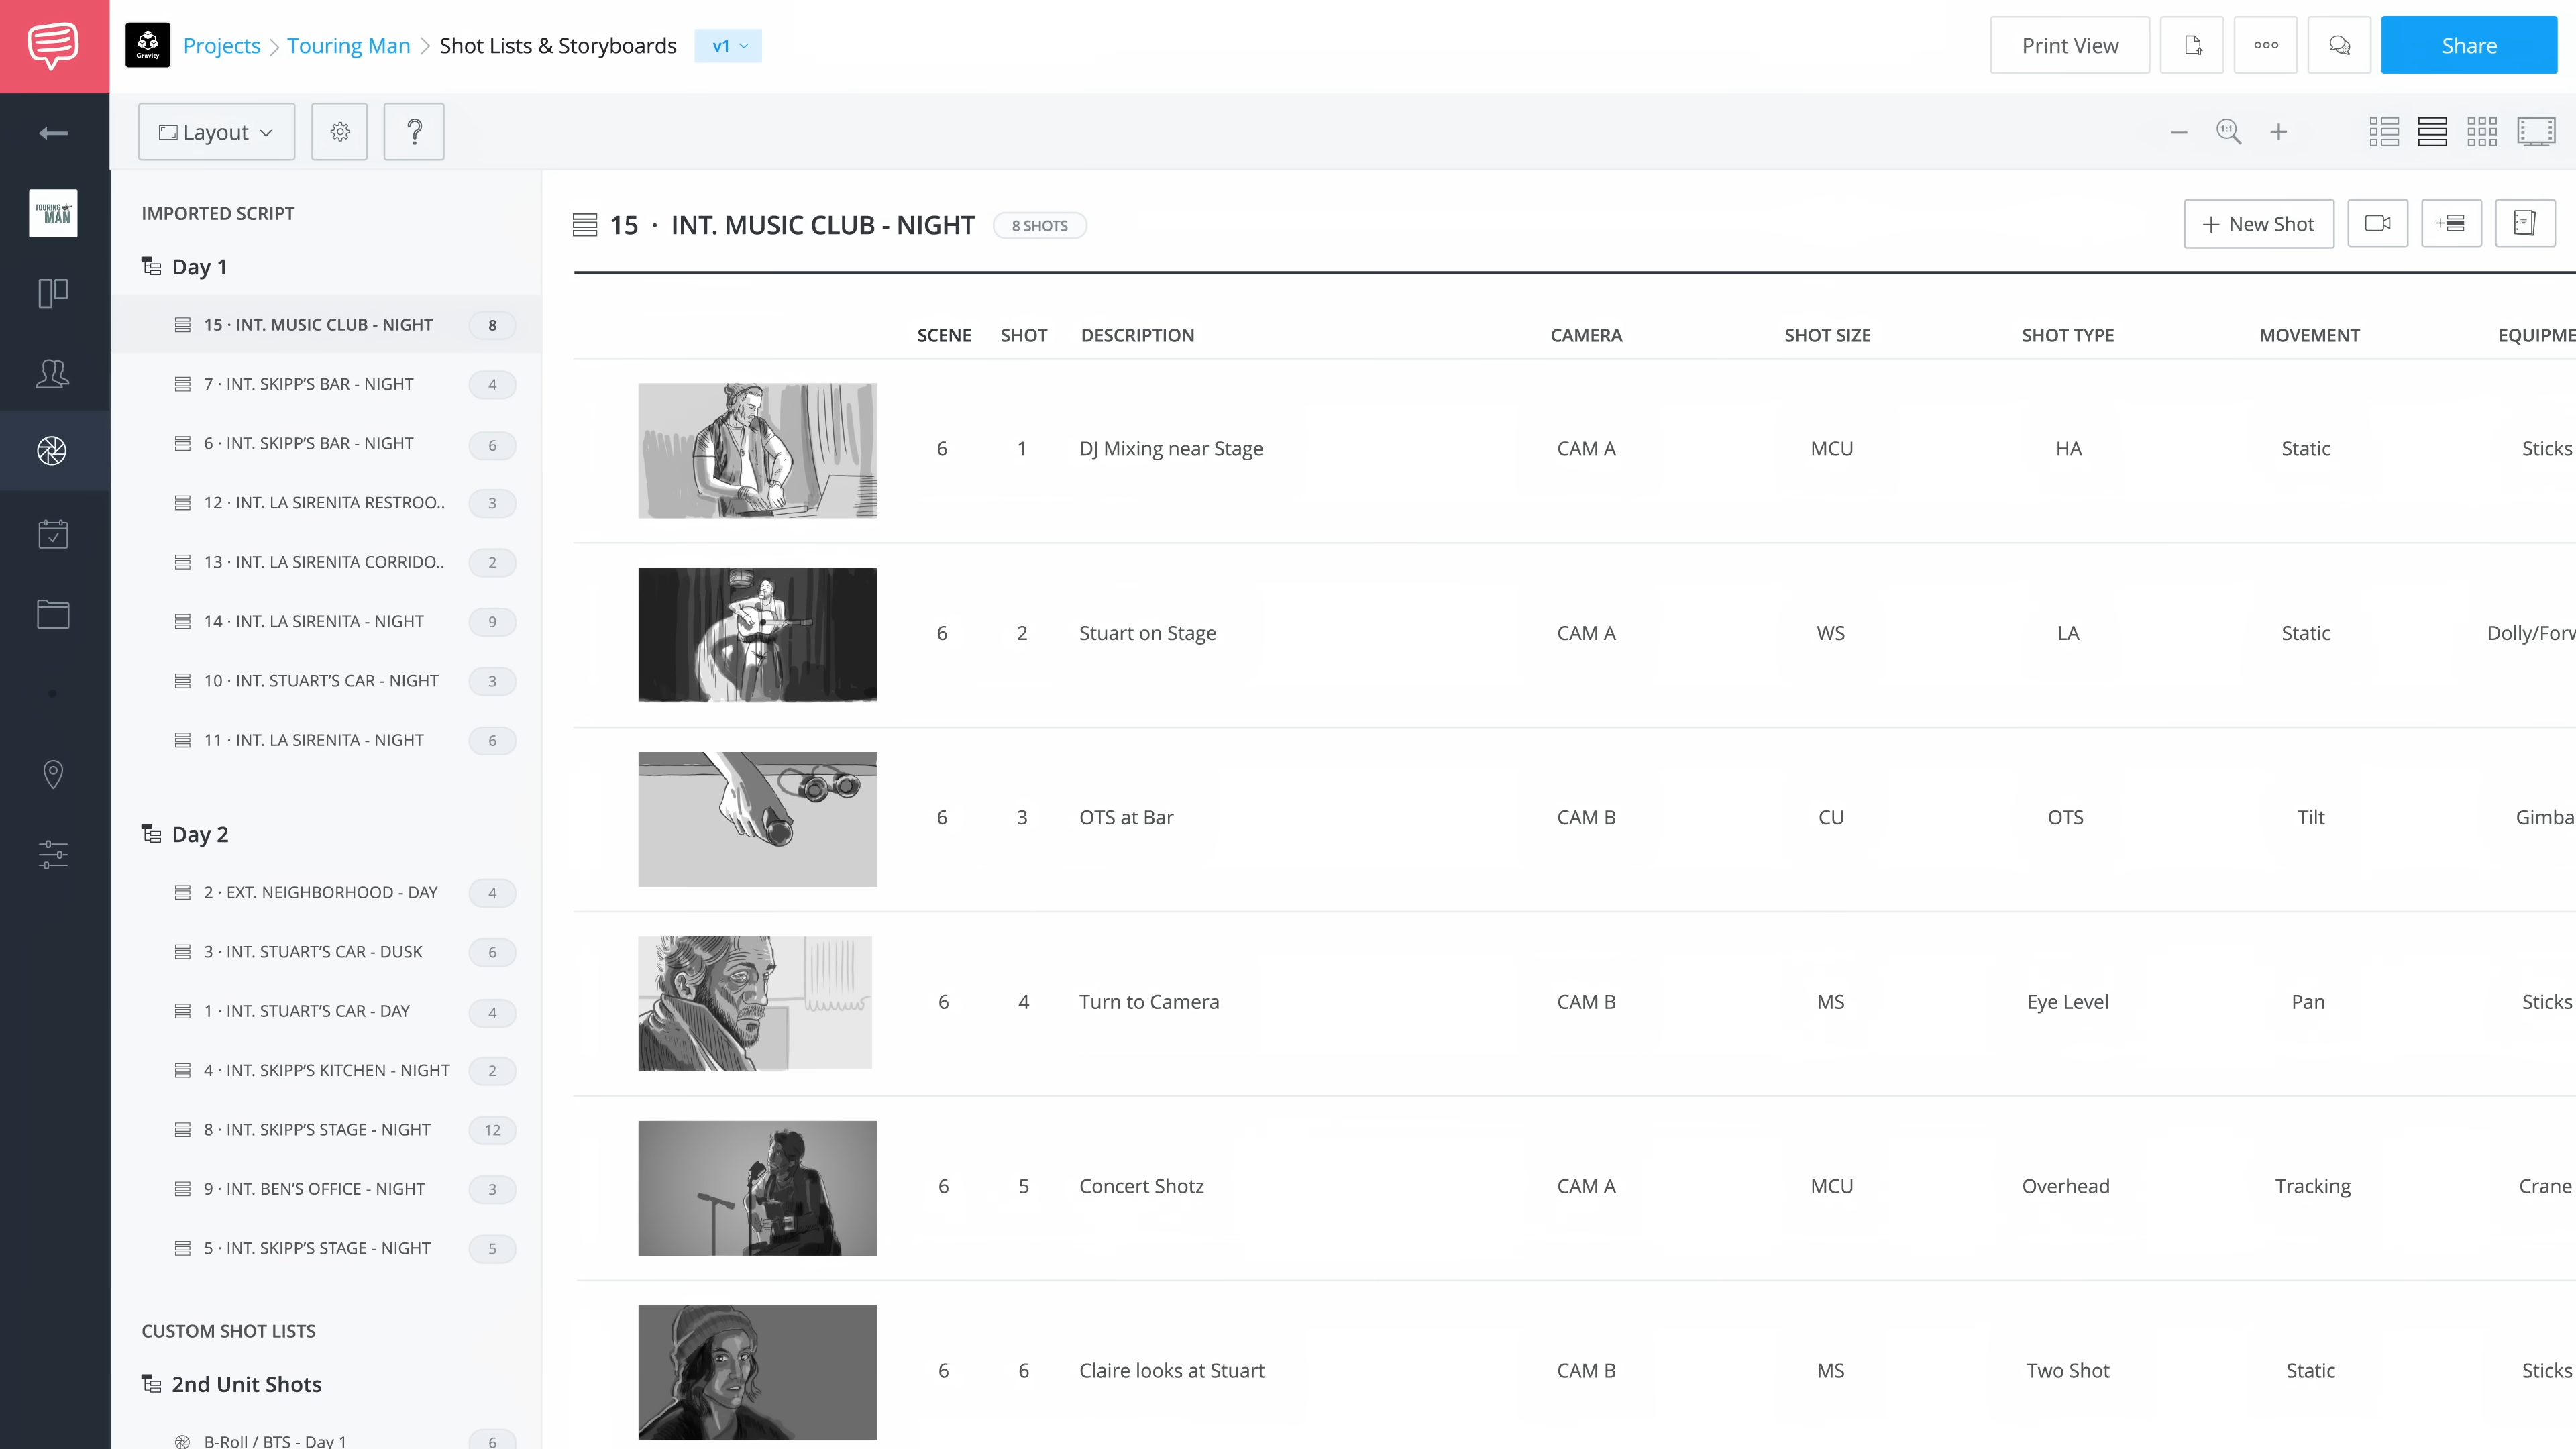 Gravity
Projects > Touring Man > Shot Lists & Storyboards v1
Print View
Share
Layout
?
1:1
TOURING
MAN
IMPORTED SCRIPT
Day 1
15 · INT. MUSIC CLUB - NIGHT 8
7 · INT. SKIPP’S BAR - NIGHT 4
6 · INT. SKIPP’S BAR - NIGHT 6
12 · INT. LA SIRENITA RESTROO.. 3
13 · INT. LA SIRENITA CORRIDO.. 2
14 · INT. LA SIRENITA - NIGHT 9
10 · INT. STUART’S CAR - NIGHT 3
11 · INT. LA SIRENITA - NIGHT 6
Day 2
2 · EXT. NEIGHBORHOOD - DAY 4
3 · INT. STUART’S CAR - DUSK 6
1 · INT. STUART’S CAR - DAY 4
4 · INT. SKIPP’S KITCHEN - NIGHT 2
8 · INT. SKIPP’S STAGE - NIGHT 12
9 · INT. BEN’S OFFICE - NIGHT 3
5 · INT. SKIPP’S STAGE - NIGHT 5
CUSTOM SHOT LISTS
2nd Unit Shots
B-Roll / BTS - Day 1 6
15 · INT. MUSIC CLUB - NIGHT 8 SHOTS
+ New Shot
SCENE SHOT DESCRIPTION CAMERA SHOT SIZE SHOT TYPE MOVEMENT EQUIPME
6 1 DJ Mixing near Stage CAM A MCU HA Static Sticks
6 2 Stuart on Stage CAM A WS LA Static Dolly/Forw
6 3 OTS at Bar CAM B CU OTS Tilt Gimba
6 4 Turn to Camera CAM B MS Eye Level Pan Sticks
6 5 Concert Shotz CAM A MCU Overhead Tracking Crane
6 6 Claire looks at Stuart CAM B MS Two Shot Static Sticks